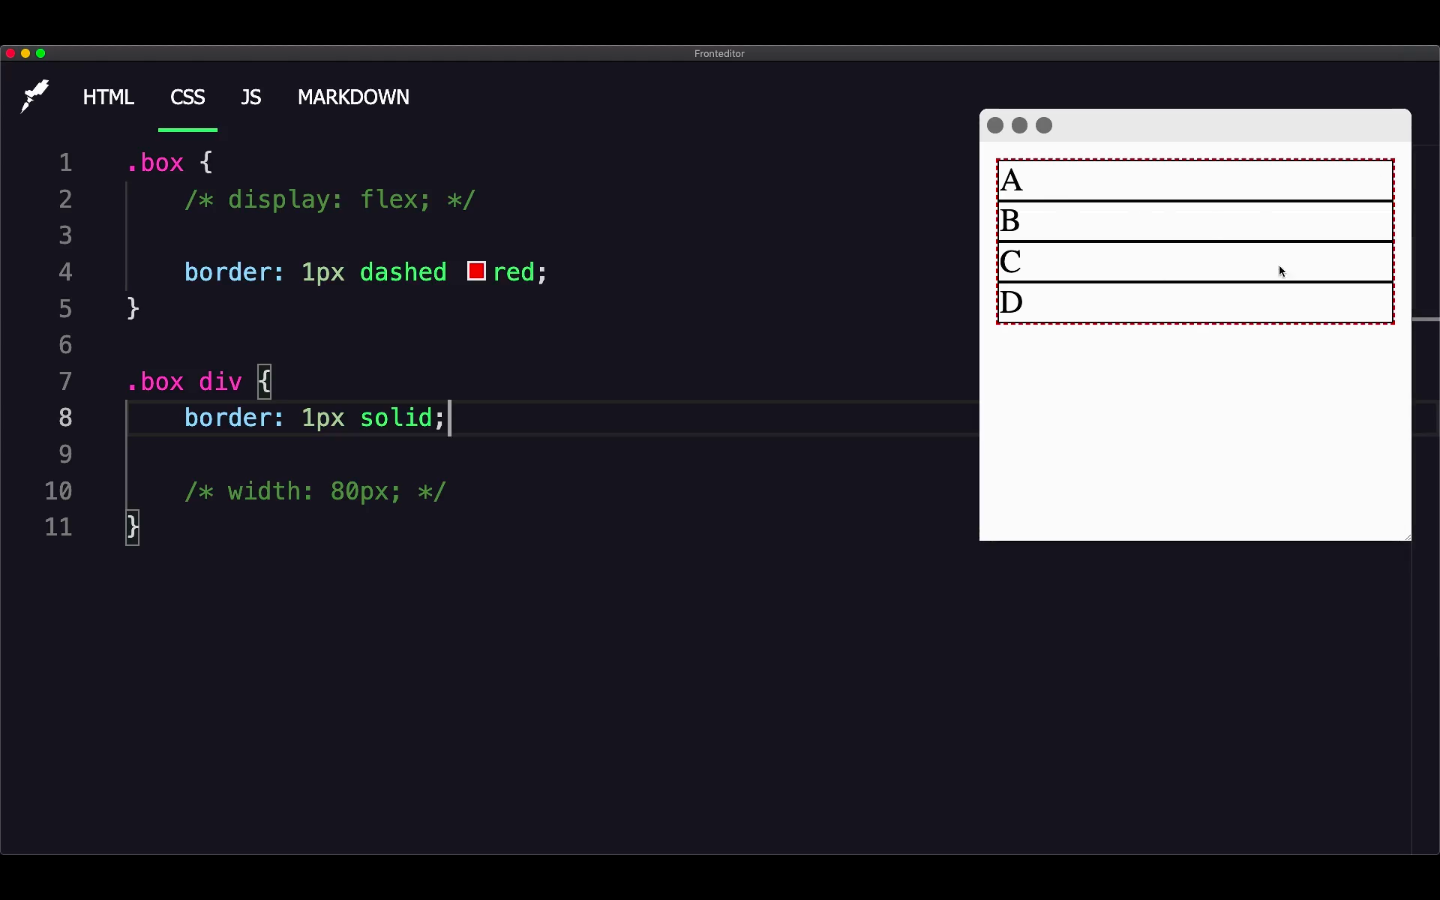 Fronteditor
HTML CSS JS MARKDOWN
1 .box {
2 /* display: flex; */
3
4 border: 1px dashed red;
5 }
6
7 .box div {
8 border: 1px solid;
9
10 /* width: 80px; */
11 }
A
B
C
D